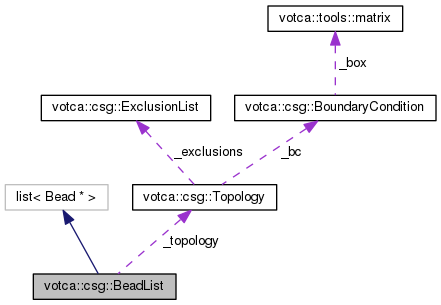 votca::tools::matrix
_box
votca::csg::ExclusionList
votca::csg::BoundaryCondition
_exclusions
_bc
list< Bead * >
votca::csg::Topology
_topology
votca::csg::BeadList